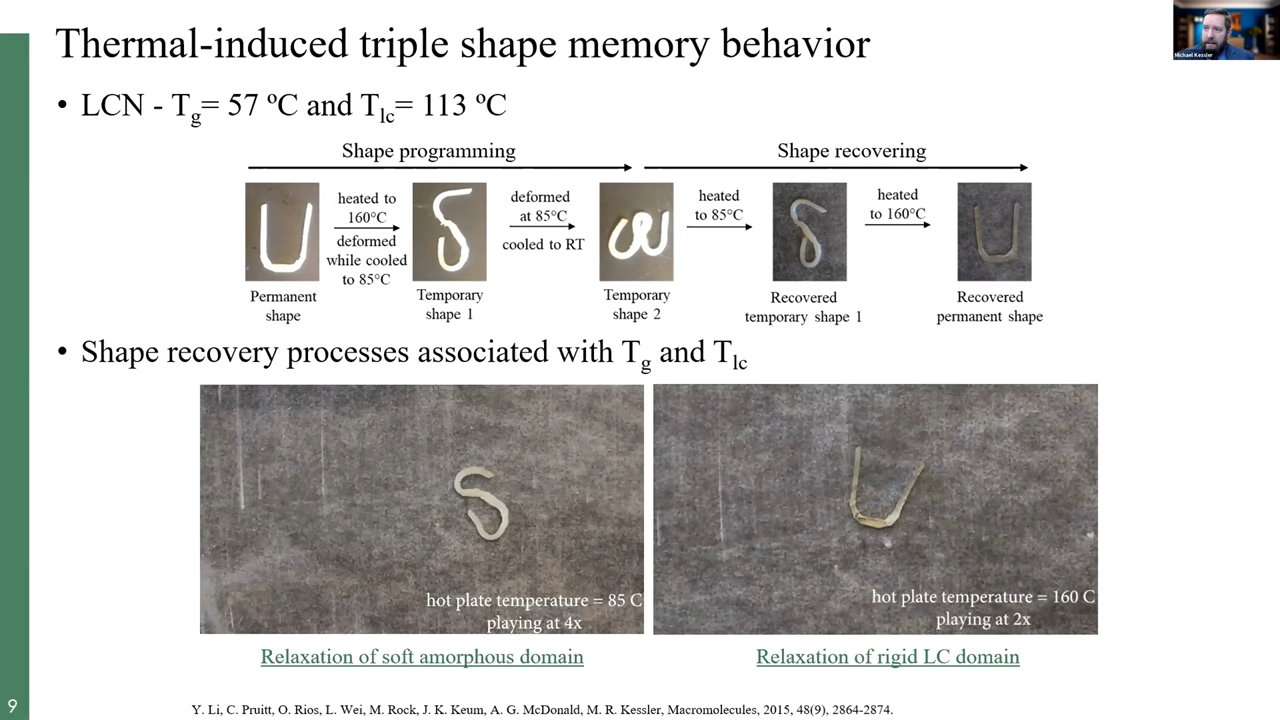 Thermal-induced triple shape memory behavior
Michael Kessler
• LCN - Tg= 57 ºC and Tlc= 113 ºC
Shape programming
Shape recovering
heated to
160°C
deformed
while cooled
to 85°C
deformed
at 85°C
cooled to RT
heated
to 85°C
heated
to 160°C
Permanent
shape
Temporary
shape 1
Temporary
shape 2
Recovered
temporary shape 1
Recovered
permanent shape
• Shape recovery processes associated with Tg and Tlc
hot plate temperature = 85 C
playing at 4x
hot plate temperature = 160 C
playing at 2x
Relaxation of soft amorphous domain
Relaxation of rigid LC domain
9
Y. Li, C. Pruitt, O. Rios, L. Wei, M. Rock, J. K. Keum, A. G. McDonald, M. R. Kessler, Macromolecules, 2015, 48(9), 2864-2874.